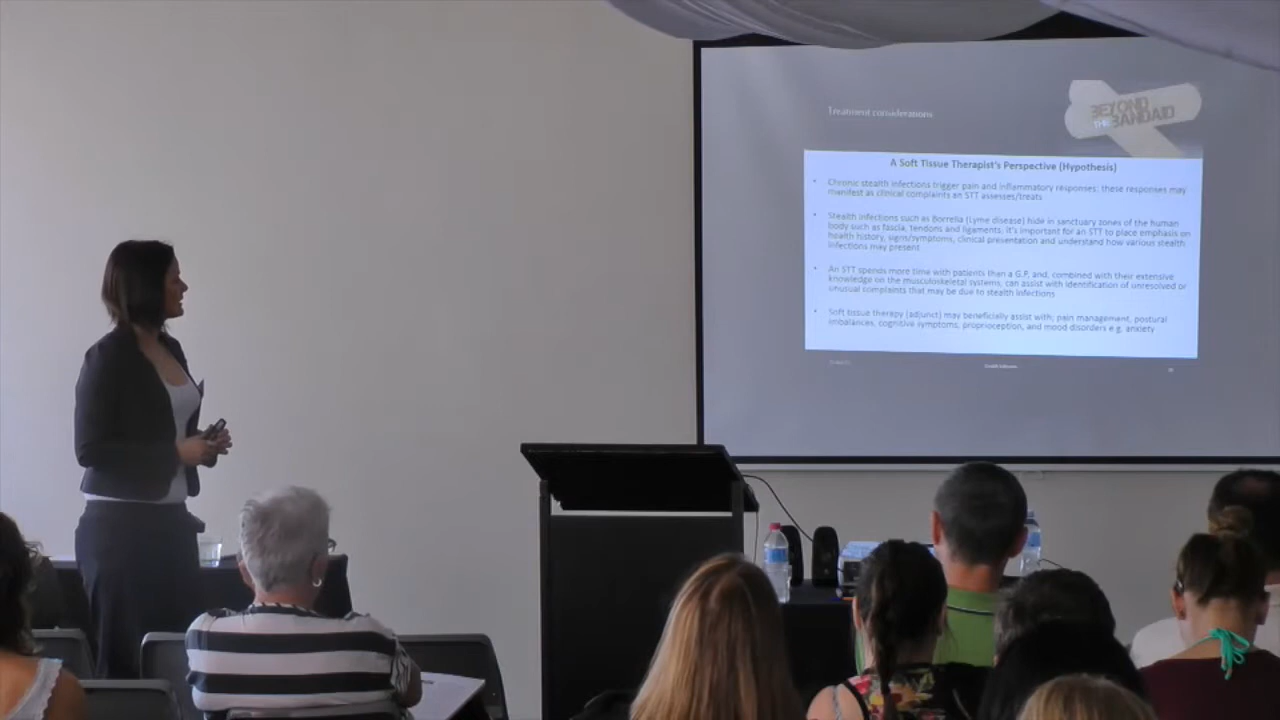 Treatment considerations
BEYOND
THE BANDAID
A Soft Tissue Therapist's Perspective (Hypothesis)
• Chronic stealth infections trigger pain and inflammatory responses; these responses may
manifest as clinical complaints an STT assesses/treats
• Stealth infections such as Borrelia (Lyme disease) hide in sanctuary zones of the human
body such as fascia, tendons and ligaments. It's important for an STT to place emphasis on
health history, signs/symptoms, clinical presentation and understand how various stealth
infections may present
• An STT spends more time with patients than a G.P, and, combined with their extensive
knowledge on the musculoskeletal systems, can assist with identification of unresolved or
unusual complaints that may be due to stealth infections
• Soft tissue therapy (adjunct) may beneficially assist with; pain management, postural
imbalances, cognitive symptoms, proprioception, and mood disorders e.g. anxiety